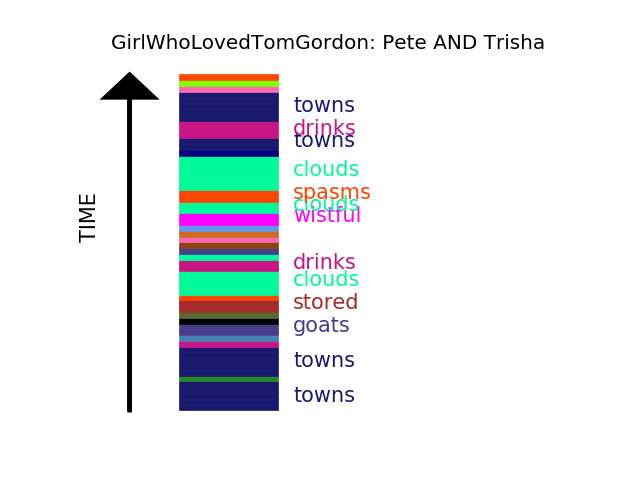 GirlWhoLovedTomGordon: Pete AND Trisha
towns
drinks
towns
clouds
spasms
clouds
wistful
TIME
drinks
clouds
stored
goats
towns
towns